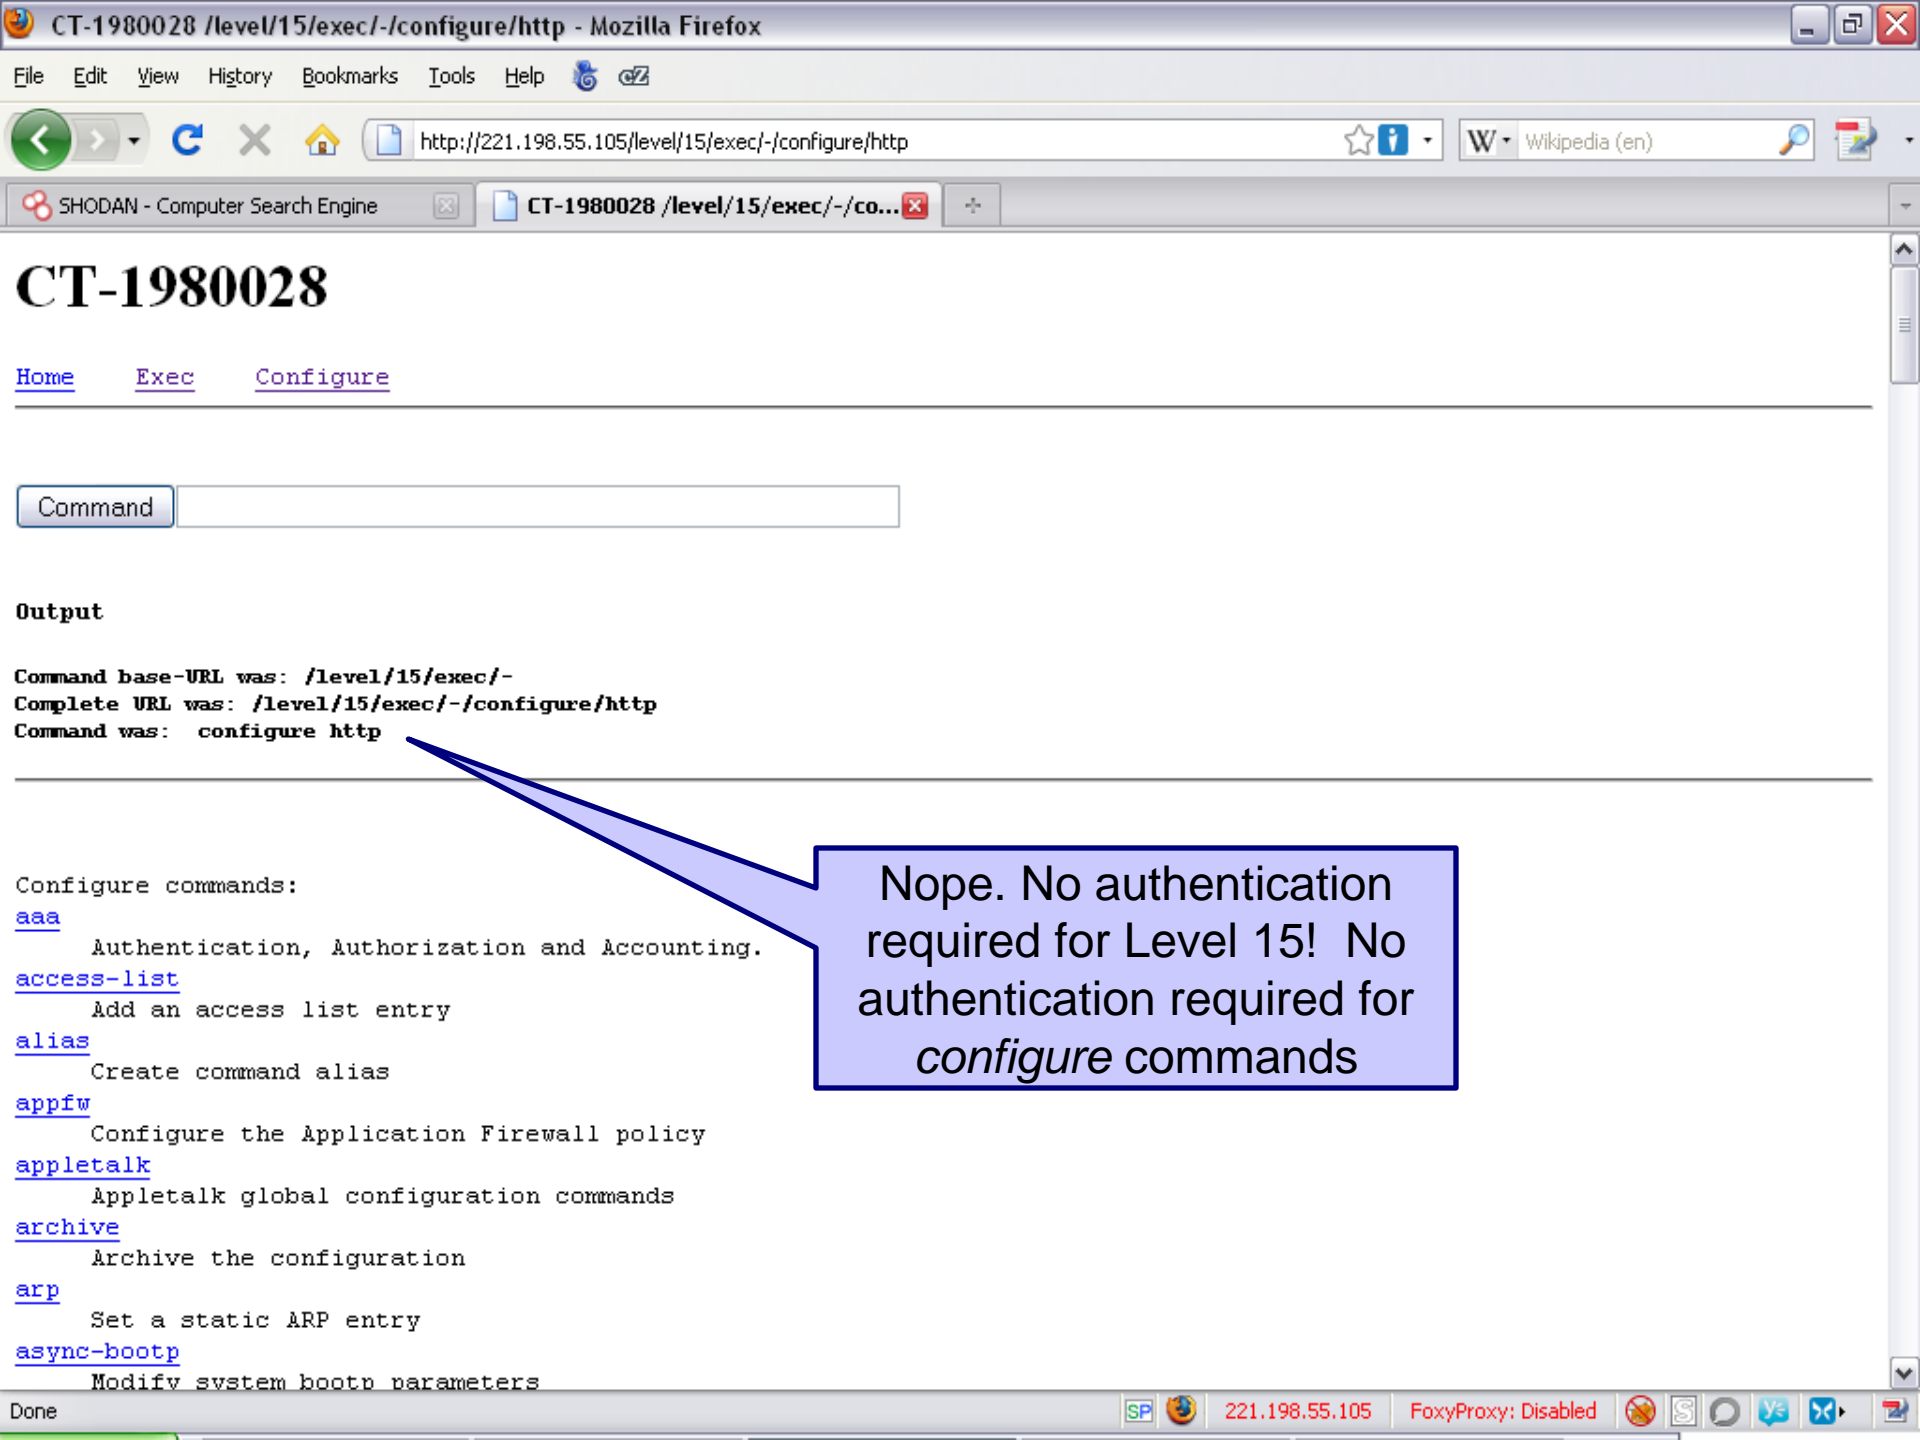 CT-1980028 /level/15/exec/-/configure/http - Mozilla Firefox
File Edit View History Bookmarks Tools Help
http://221.198.55.105/level/15/exec/-/configure/http
W Wikipedia (en)
SHODAN - Computer Search Engine
CT-1980028 /level/15/exec/-/co...
CT-1980028
Home Exec Configure
Command
Output
Command base-URL was: /level/15/exec/-
Complete URL was: /level/15/exec/-/configure/http
Command was: configure http
Nope. No authentication
required for Level 15! No
authentication required for
configure commands
Configure commands:
aaa
Authentication, Authorization and Accounting.
access-list
Add an access list entry
alias
Create command alias
appfw
Configure the Application Firewall policy
appletalk
Appletalk global configuration commands
archive
Archive the configuration
arp
Set a static ARP entry
async-bootp
Modify system bootp parameters
Done
SP
221.198.55.105
FoxyProxy: Disabled
S